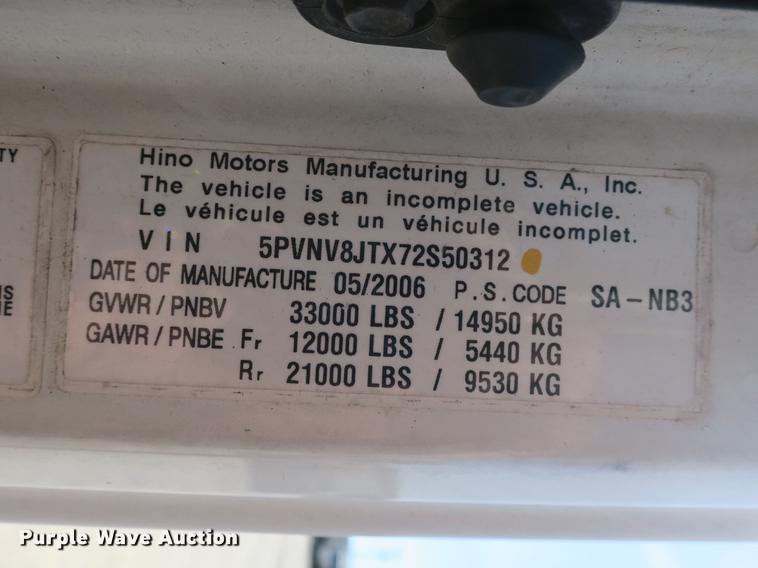 TY
Hino Motors Manufacturing U. S. A., Inc.
The vehicle is an incomplete vehicle.
Le véhicule est un véhicule incomplet.
VIN 5PVNV8JTX72S50312
DATE OF MANUFACTURE 05/2006 P.S.CODE SA-NB3
GVWR/PNBV 33000 LBS / 14950 KG
GAWR/PNBE Fr 12000 LBS / 5440 KG
Rr 21000 LBS / 9530 KG
Purple Wave Auction